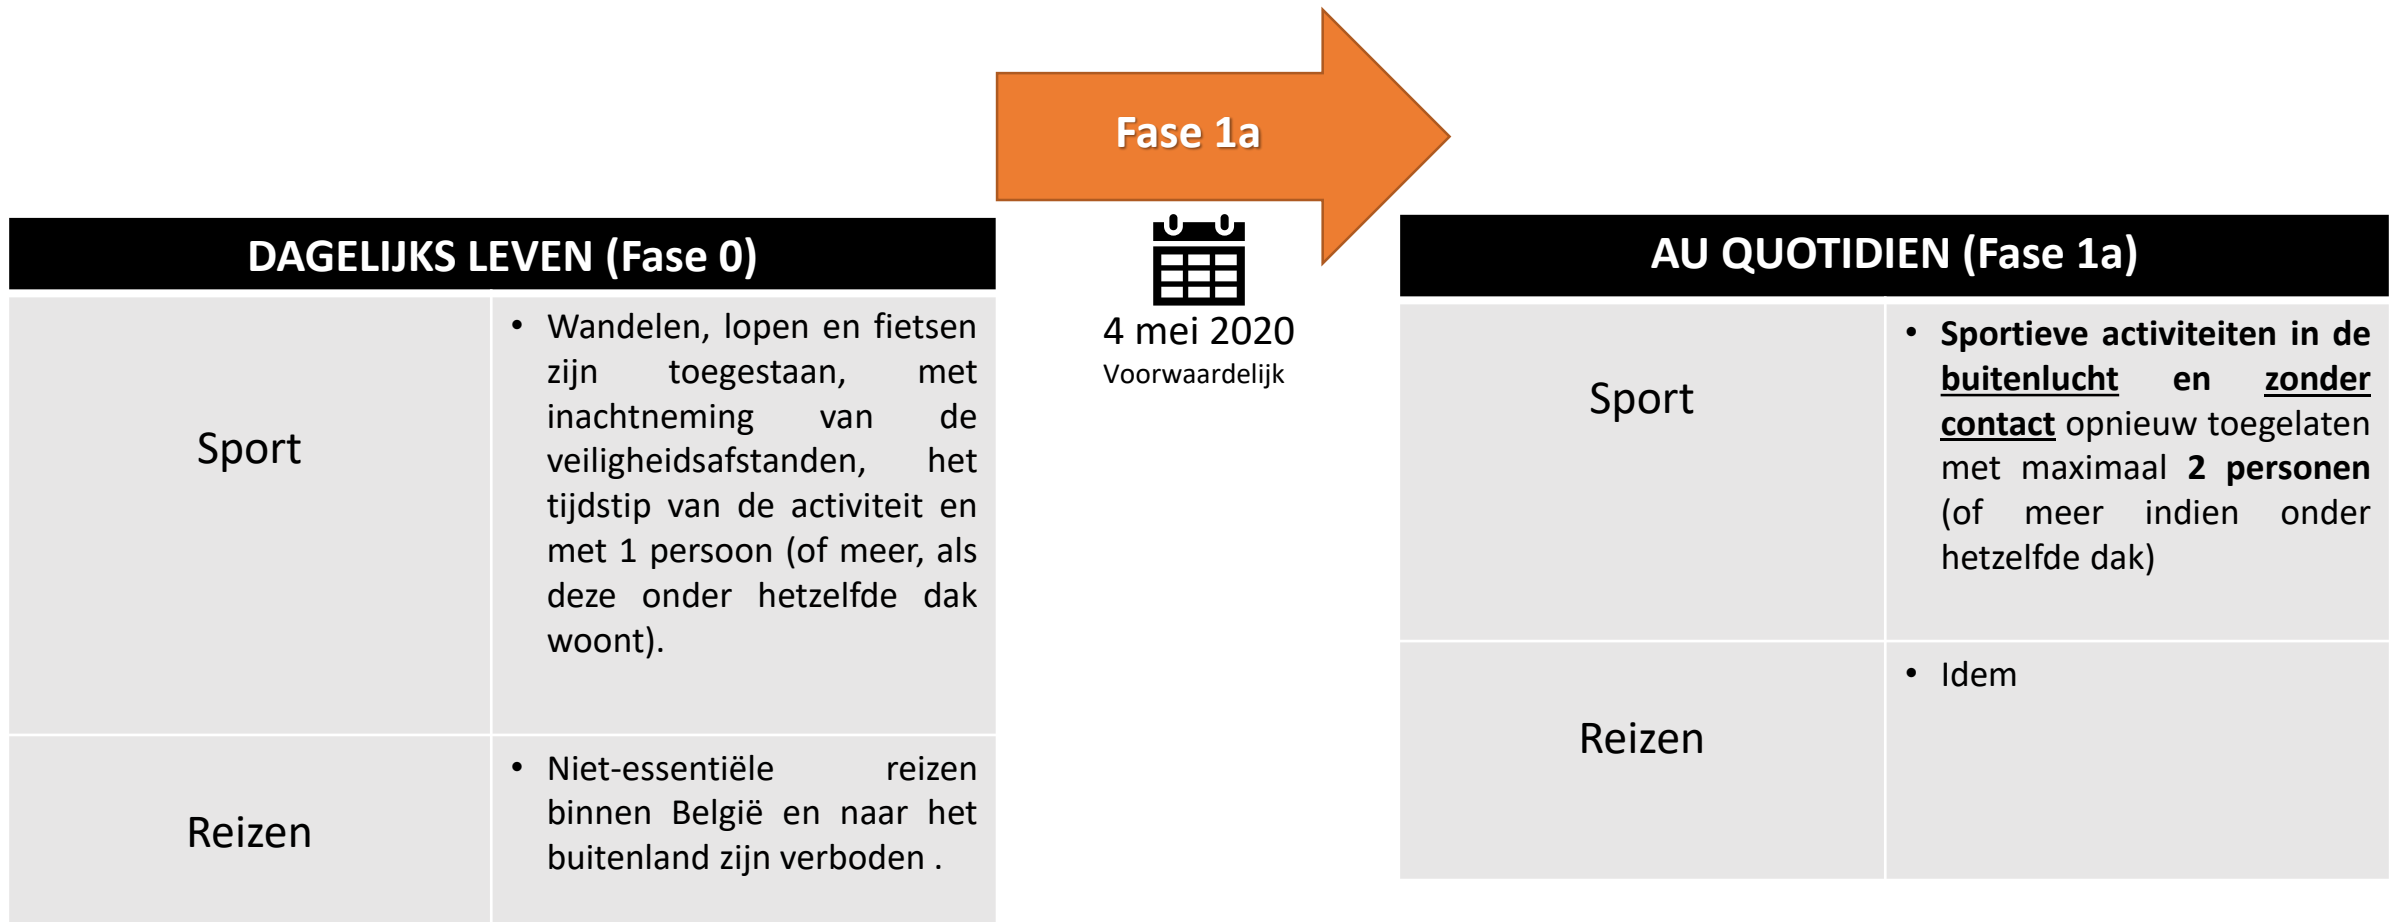 Fase 1a
DAGELIJKS LEVEN (Fase 0)
Sport
• Wandelen, lopen en fietsen
zijn toegestaan, met
inachtneming van de
veiligheidsafstanden, het
tijdstip van de activiteit en
met 1 persoon (of meer, als
deze onder hetzelfde dak
woont).
Reizen
• Niet-essentiële reizen
binnen België en naar het
buitenland zijn verboden .
4 mei 2020
Voorwaardelijk
AU QUOTIDIEN (Fase 1a)
Sport
• Sportieve activiteiten in de
buitenlucht en zonder
contact opnieuw toegelaten
met maximaal 2 personen
(of meer indien onder
hetzelfde dak)
Reizen
• Idem